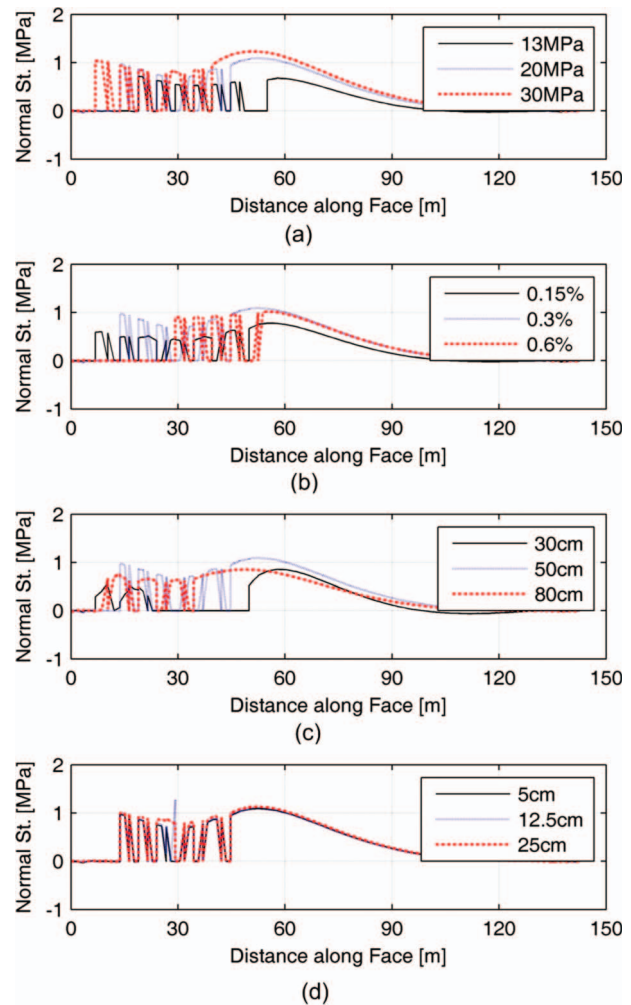 2
1
0
-1
Normal St. [MPa]
13MPa
20MPa
30MPa
0 30 60 90 120 150
Distance along Face [m]
(a)
2
1
0
-1
Normal St. [MPa]
0.15%
0.3%
0.6%
0 30 60 90 120 150
Distance along Face [m]
(b)
2
1
0
-1
Normal St. [MPa]
30cm
50cm
80cm
0 30 60 90 120 150
Distance along Face [m]
(c)
2
1
0
-1
Normal St. [MPa]
5cm
12.5cm
25cm
0 30 60 90 120 150
Distance along Face [m]
(d)